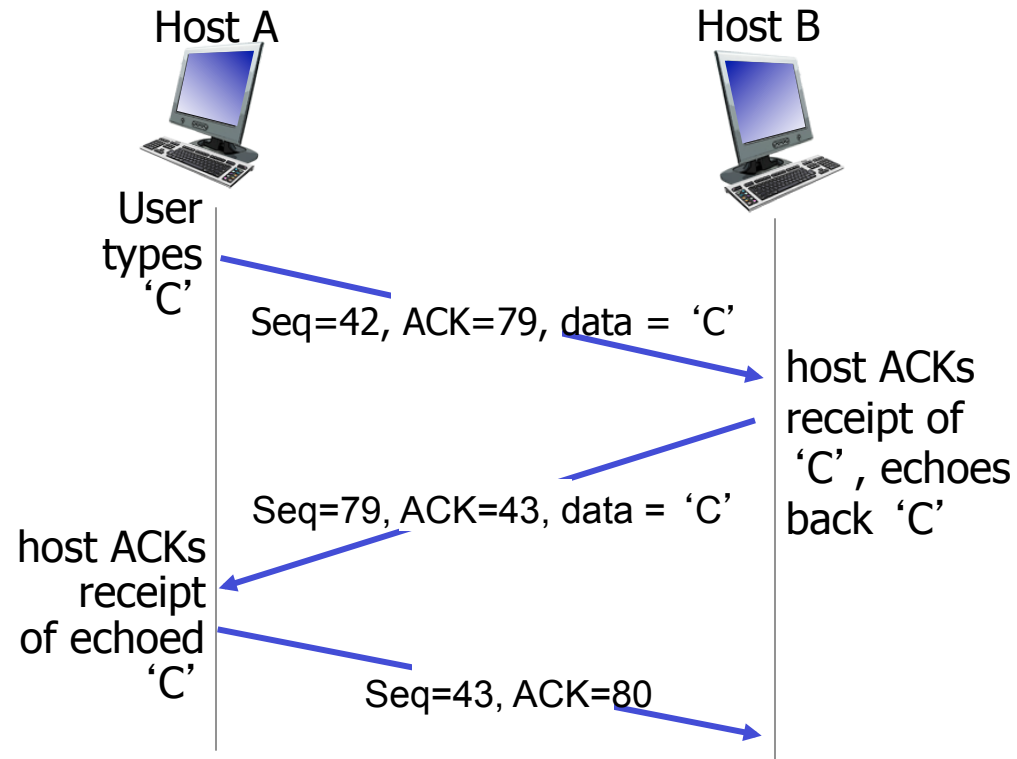 Host A
Host B
User
types
‘C’
Seq=42, ACK=79, data = ‘C’
host ACKs
receipt of
‘C’, echoes
back ‘C’
Seq=79, ACK=43, data = ‘C’
host ACKs
receipt
of echoed
‘C’
Seq=43, ACK=80